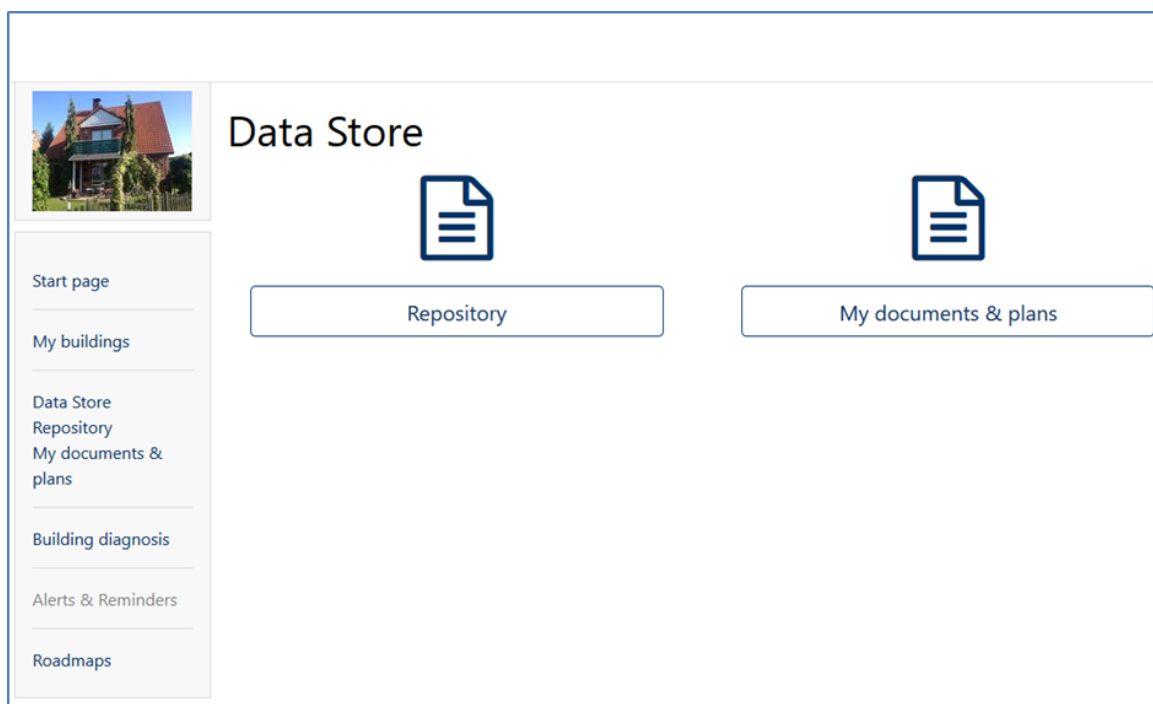 Data Store
Repository
My documents & plans
Start page
My buildings
Data Store
Repository
My documents &
plans
Building diagnosis
Alerts & Reminders
Roadmaps